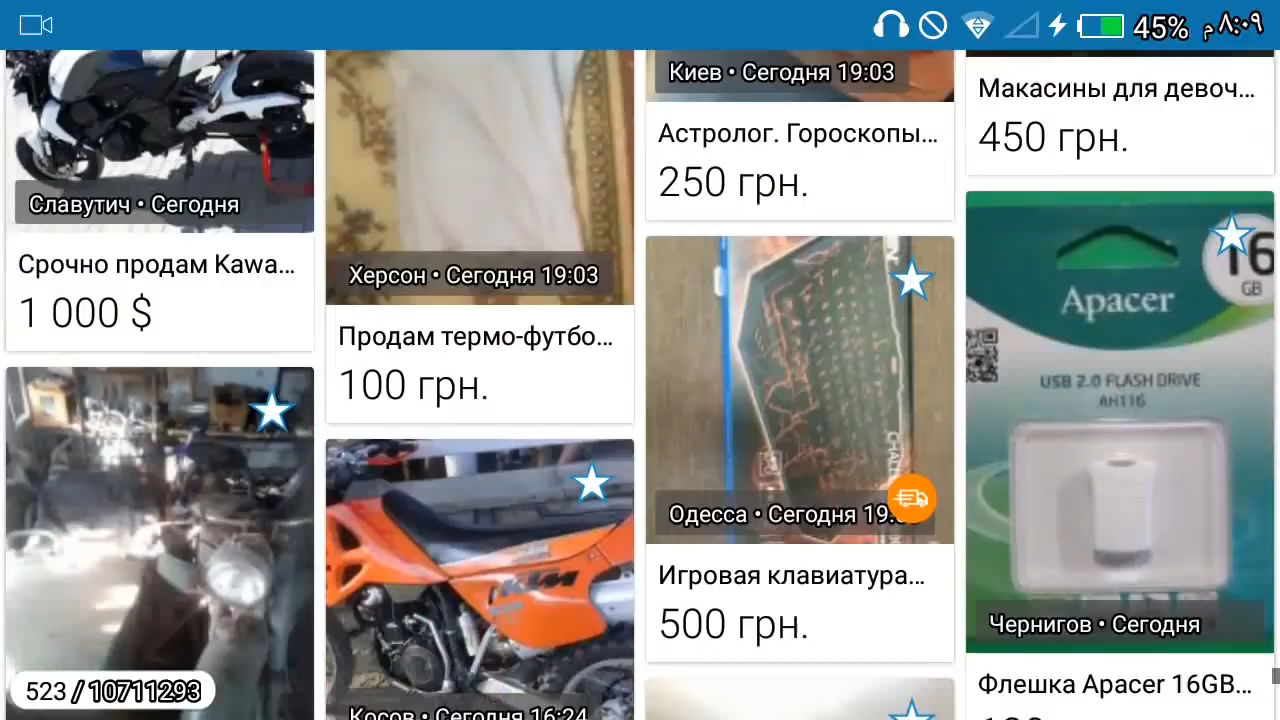 45% ٨:٠٩ م
Славутич • Сегодня
Срочно продам Kawa...
1 000 $
523 / 10711293
Херсон • Сегодня 19:03
Продам термо-футбо...
100 грн.
KTM
Косов • Сегодня 16:24
Киев • Сегодня 19:03
Астролог. Гороскопы...
250 грн.
Одесса • Сегодня 19:
Игровая клавиатура...
500 грн.
Макасины для девоч...
450 грн.
16
GB
Apacer
USB 2.0 FLASH DRIVE
AH116
Чернигов • Сегодня
Флешка Apacer 16GB...